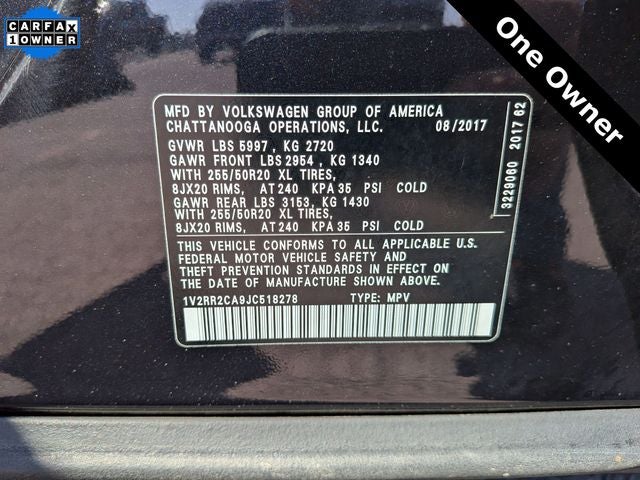 CARFAX
1 OWNER
One Owner
MFD BY VOLKSWAGEN GROUP OF AMERICA
CHATTANOOGA OPERATIONS, LLC. 08/2017
GVWR LBS 5997 , KG 2720
GAWR FRONT LBS 2954 , KG 1340
WITH 255/50R20 XL TIRES,
8JX20 RIMS, AT 240 KPA 35 PSI COLD
GAWR REAR LBS 3153, KG 1430
WITH 255/50R20 XL TIRES,
8JX20 RIMS, AT 240 KPA 35 PSI COLD
THIS VEHICLE CONFORMS TO ALL APPLICABLE U.S.
FEDERAL MOTOR VEHICLE SAFETY AND
THEFT PREVENTION STANDARDS IN EFFECT ON
THE DATE OF MANUFACTURE SHOWN ABOVE.
1V2RR2CA9JC518278 TYPE: MPV
3229060 2017 62